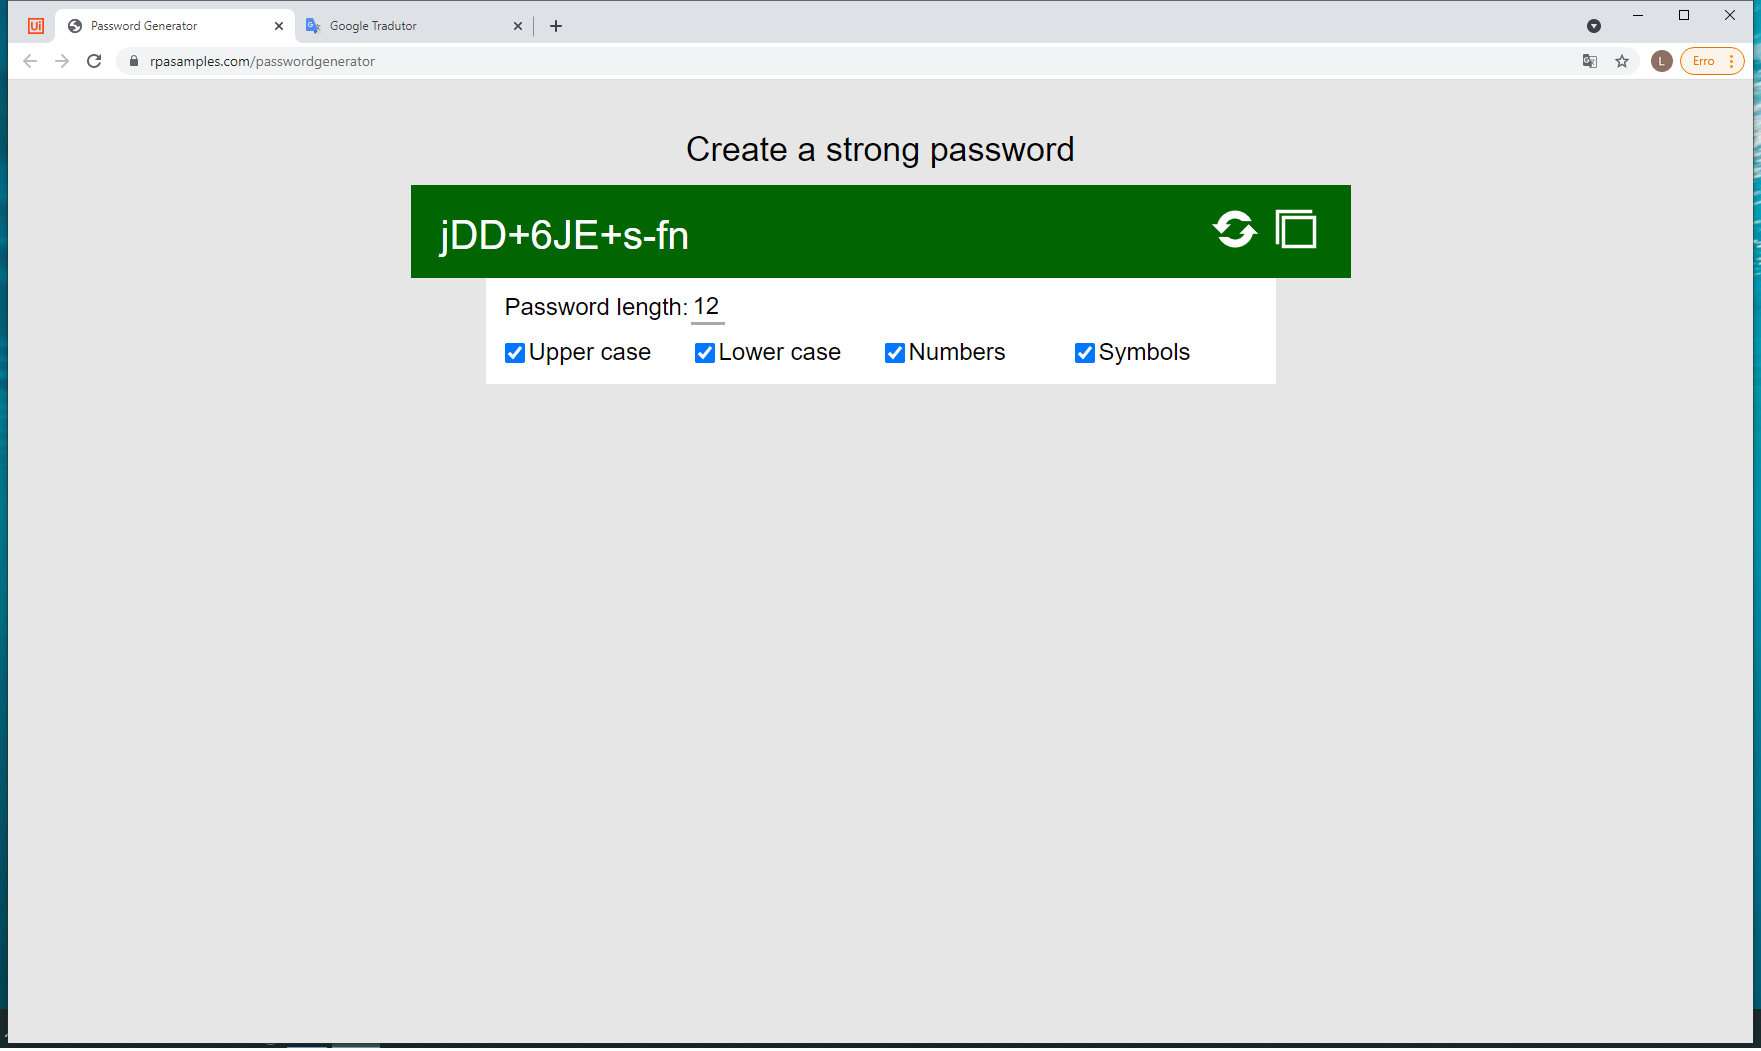 Ui
Password Generator
Google Tradutor
rpasamples.com/passwordgenerator
L
Erro
Create a strong password
jDD+6JE+s-fn
Password length: 12
Upper case Lower case Numbers Symbols